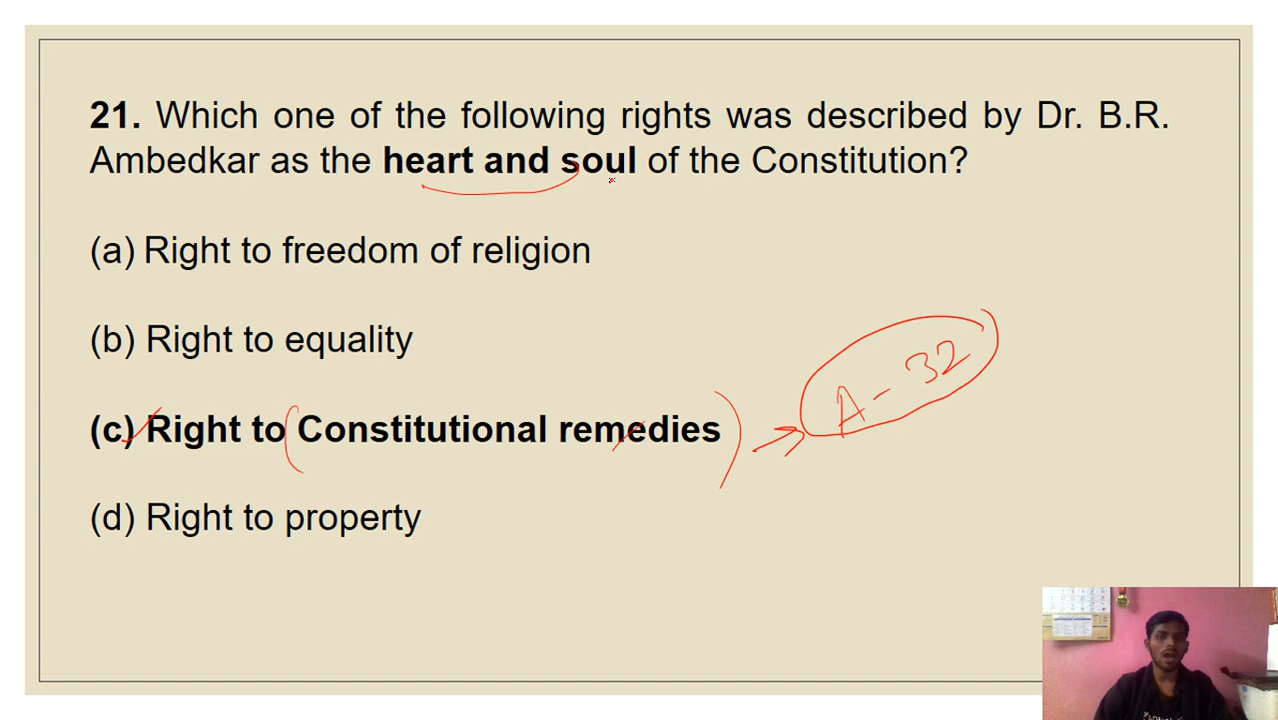 21. Which one of the following rights was described by Dr. B.R.
Ambedkar as the heart and soul of the Constitution?
(a) Right to freedom of religion
(b) Right to equality
(c) Right to Constitutional remedies
A - 32
(d) Right to property